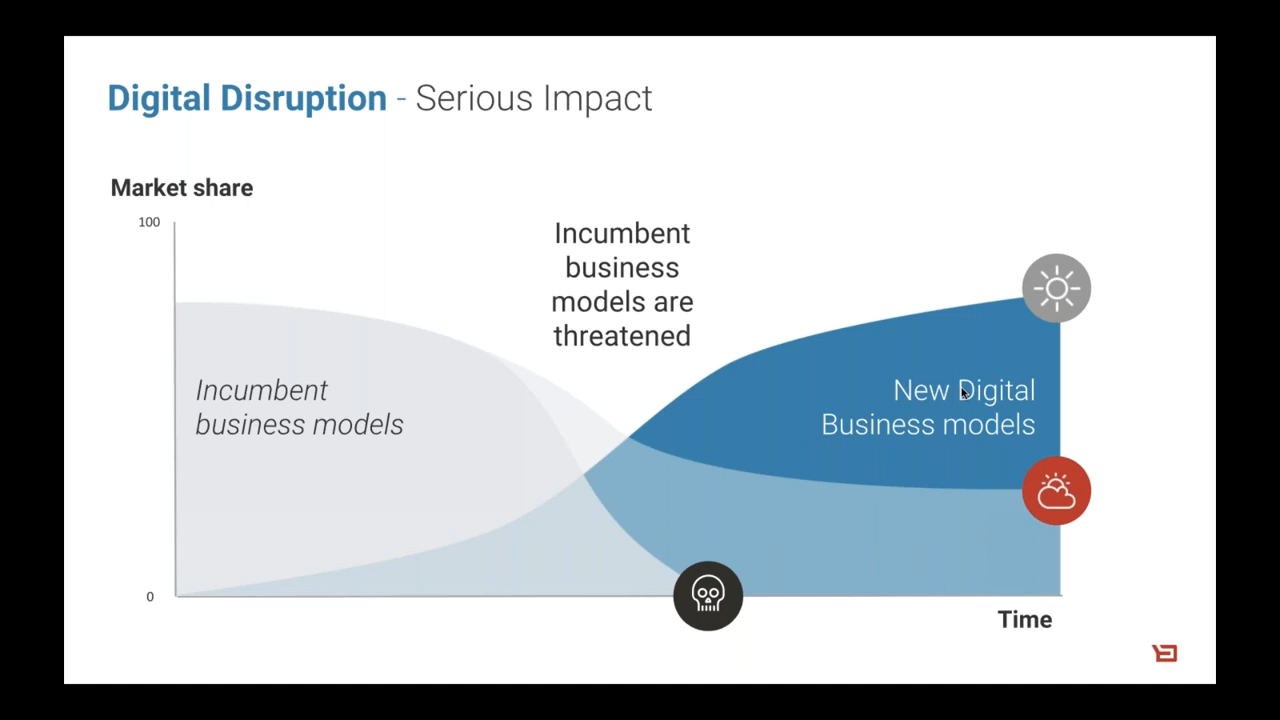 Digital Disruption - Serious Impact
Market share
100
Incumbent
business
models are
threatened
Incumbent
business models
New Digital
Business models
0
Time